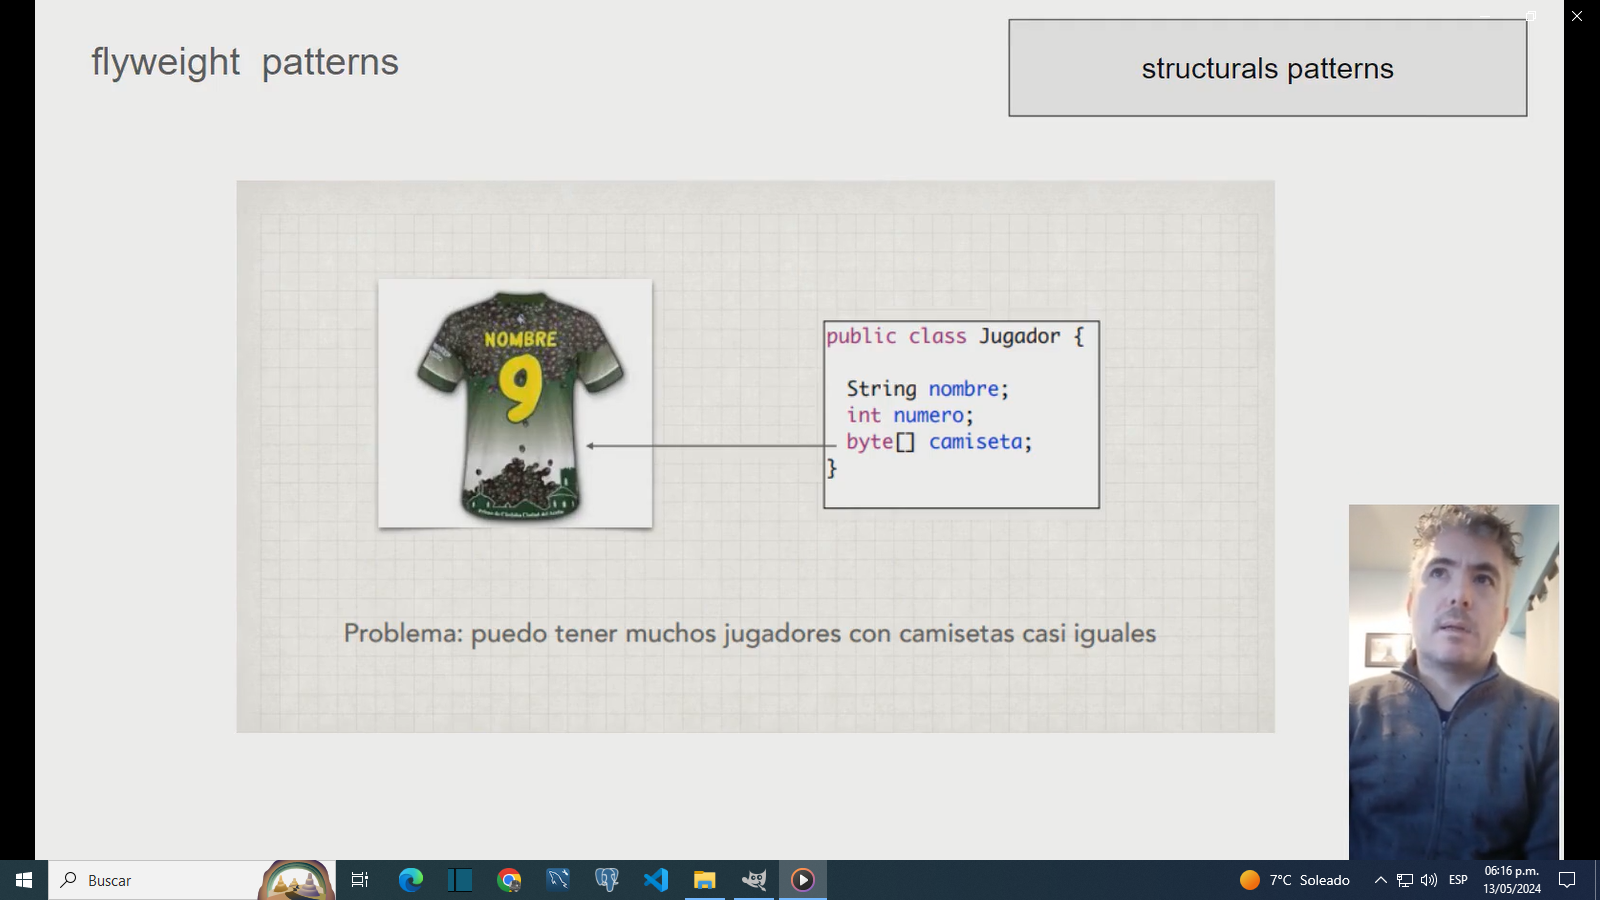 flyweight patterns
structurals patterns
NOMBRE
9
public class Jugador {
String nombre;
int numero;
byte[] camiseta;
}
Problema: puedo tener muchos jugadores con camisetas casi iguales
Buscar
7°C Soleado
ESP
06:16 p.m.
13/05/2024